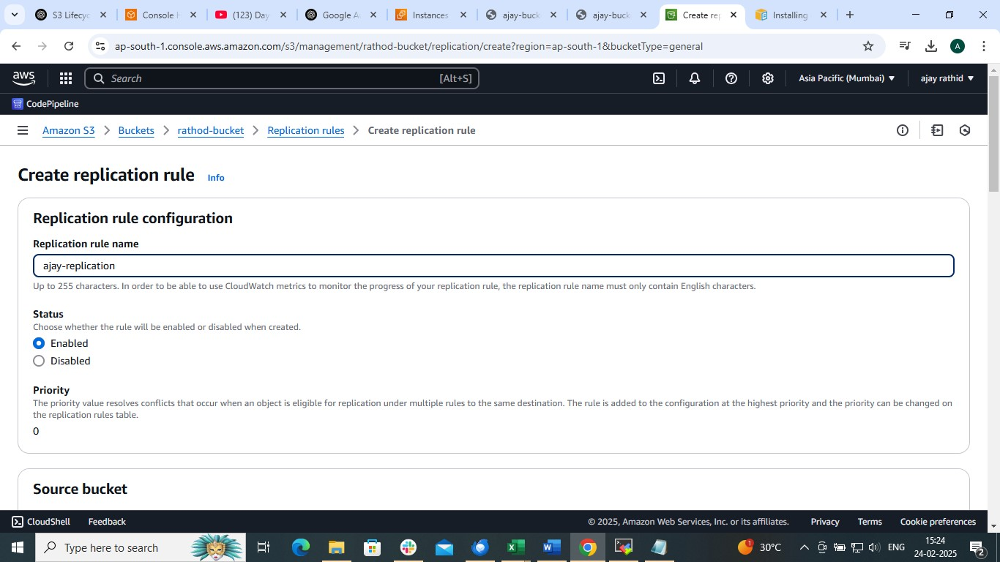 S3 Lifecyc
Console H
(123) Day
Google A
Instances
ajay-buck
ajay-buck
Create rep
Installing
ap-south-1.console.aws.amazon.com/s3/management/rathod-bucket/replication/create?region=ap-south-1&bucketType=general
A
aws
Search
[Alt+S]
Asia Pacific (Mumbai)
ajay rathid
CodePipeline
Amazon S3
Buckets
rathod-bucket
Replication rules
Create replication rule
Create replication rule
Info
Replication rule configuration
Replication rule name
ajay-replication
Up to 255 characters. In order to be able to use CloudWatch metrics to monitor the progress of your replication rule, the replication rule name must only contain English characters.
Status
Choose whether the rule will be enabled or disabled when created.
Enabled
Disabled
Priority
The priority value resolves conflicts that occur when an object is eligible for replication under multiple rules to the same destination. The rule is added to the configuration at the highest priority and the priority can be changed on
the replication rules table.
0
Source bucket
CloudShell
Feedback
© 2025, Amazon Web Services, Inc. or its affiliates.
Privacy
Terms
Cookie preferences
Type here to search
1
30°C
ENG
15:24
24-02-2025
2